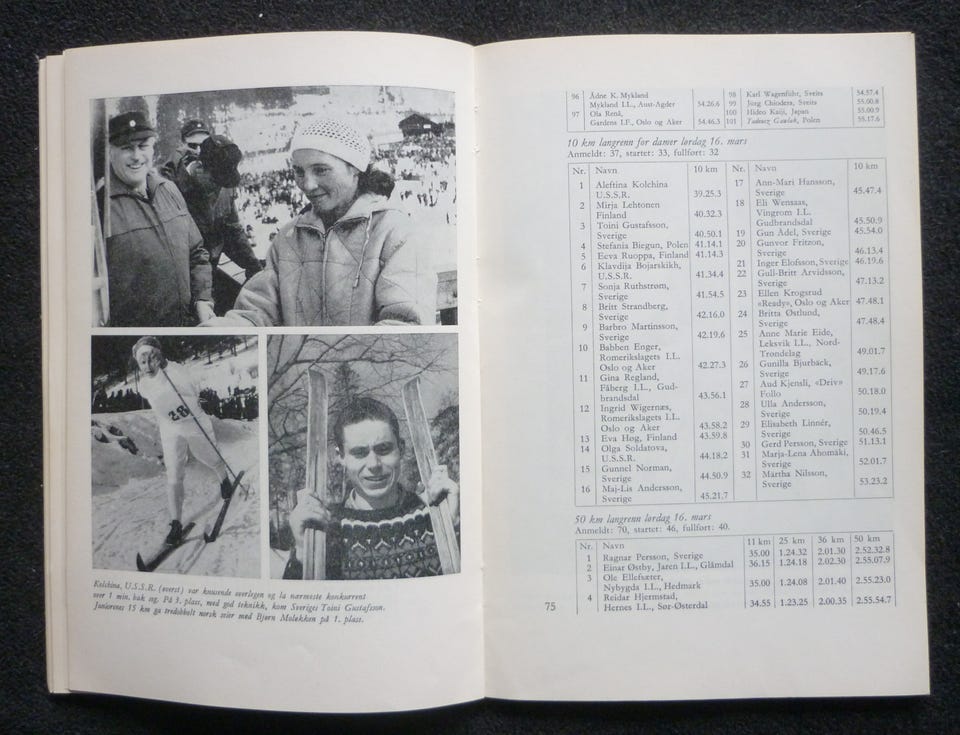 38
Kolchina, U.S.S.R. (øverst) var knusende overlegen og la nærmeste konkurrent
over 1 min. bak seg. På 3. plass, med god teknikk, kom Sveriges Toini Gustafsson.
Juniorenes 15 km ga tredobbelt norsk seier med Bjørn Moløkken på 1. plass.
96 Ådne K. Mykland
Mykland I.L., Aust-Agder 54.26.6
97 Ola Renå,
Gardens I.F., Oslo og Aker 54.46.3
98 Karl Wagenführ, Sveits 54.57.4
99 Jörg Chiodera, Sveits 55.00.8
100 Hideo Kaiji, Japan 55.00.9
101 Tadeusz Gawlak, Polen 55.17.6
10 km langrenn for damer lørdag 16. mars
Anmeldt: 37, startet: 33, fullført: 32
Nr. Navn 10 km
1 Aleftina Kolchina
U.S.S.R. 39.25.3
2 Mirja Lehtonen
Finland 40.32.3
3 Toini Gustafsson,
Sverige 40.50.1
4 Stefania Biegun, Polen 41.14.1
5 Eeva Ruoppa, Finland 41.14.3
6 Klavdija Bojarskikh,
U.S.S.R. 41.34.4
7 Sonja Ruthstrøm,
Sverige 41.54.5
8 Britt Strandberg,
Sverige 42.16.0
9 Barbro Martinsson,
Sverige 42.19.6
10 Babben Enger,
Romerikslagets I.L.
Oslo og Aker 42.27.3
11 Gina Regland,
Fåberg I.L., Gud-
brandsdal 43.56.1
12 Ingrid Wigernæs,
Romerikslagets I.L.
Oslo og Aker 43.58.2
13 Eva Høg, Finland 43.59.8
14 Olga Soldatova,
U.S.S.R. 44.18.2
15 Gunnel Norman,
Sverige 44.50.9
16 Maj-Lis Andersson,
Sverige 45.21.7
Nr. Navn 10 km
17 Ann-Mari Hansson,
Sverige 45.47.4
18 Eli Wensaas,
Vingrom I.L.
Gudbrandsdal 45.50.9
19 Gun Ådel, Sverige 45.54.0
20 Gunvor Fritzon,
Sverige 46.13.4
21 Inger Elofsson, Sverige 46.19.6
22 Gull-Britt Arvidsson,
Sverige 47.13.2
23 Ellen Krogstud
«Ready», Oslo og Aker 47.48.1
24 Britta Østlund,
Sverige 47.48.4
25 Anne Marie Eide,
Leksvik I.L., Nord-
Trøndelag 49.01.7
26 Gunilla Bjurbäck,
Sverige 49.17.6
27 Aud Kjensli, «Driv»
Follo 50.18.0
28 Ulla Andersson,
Sverige 50.19.4
29 Elisabeth Linnér,
Sverige 50.46.5
30 Gerd Persson, Sverige 51.13.1
31 Marja-Lena Ahomäki,
Sverige 52.01.7
32 Märtha Nilsson,
Sverige 53.23.2
50 km langrenn lørdag 16. mars
Anmeldt: 70, startet: 46, fullført: 40.
Nr. Navn 11 km 25 km 36 km 50 km
1 Ragnar Persson, Sverige 35.00 1.24.32 2.01.30 2.52.32.8
2 Einar Østby, Jaren I.L., Glåmdal 36.15 1.24.18 2.02.30 2.55.07.9
3 Ole Ellefsæter,
Nybygda I.L., Hedmark 35.00 1.24.08 2.01.40 2.55.23.0
4 Reidar Hjermstad,
Hernes I.L., Sør-Østerdal 34.55 1.23.25 2.00.35 2.55.54.7
75